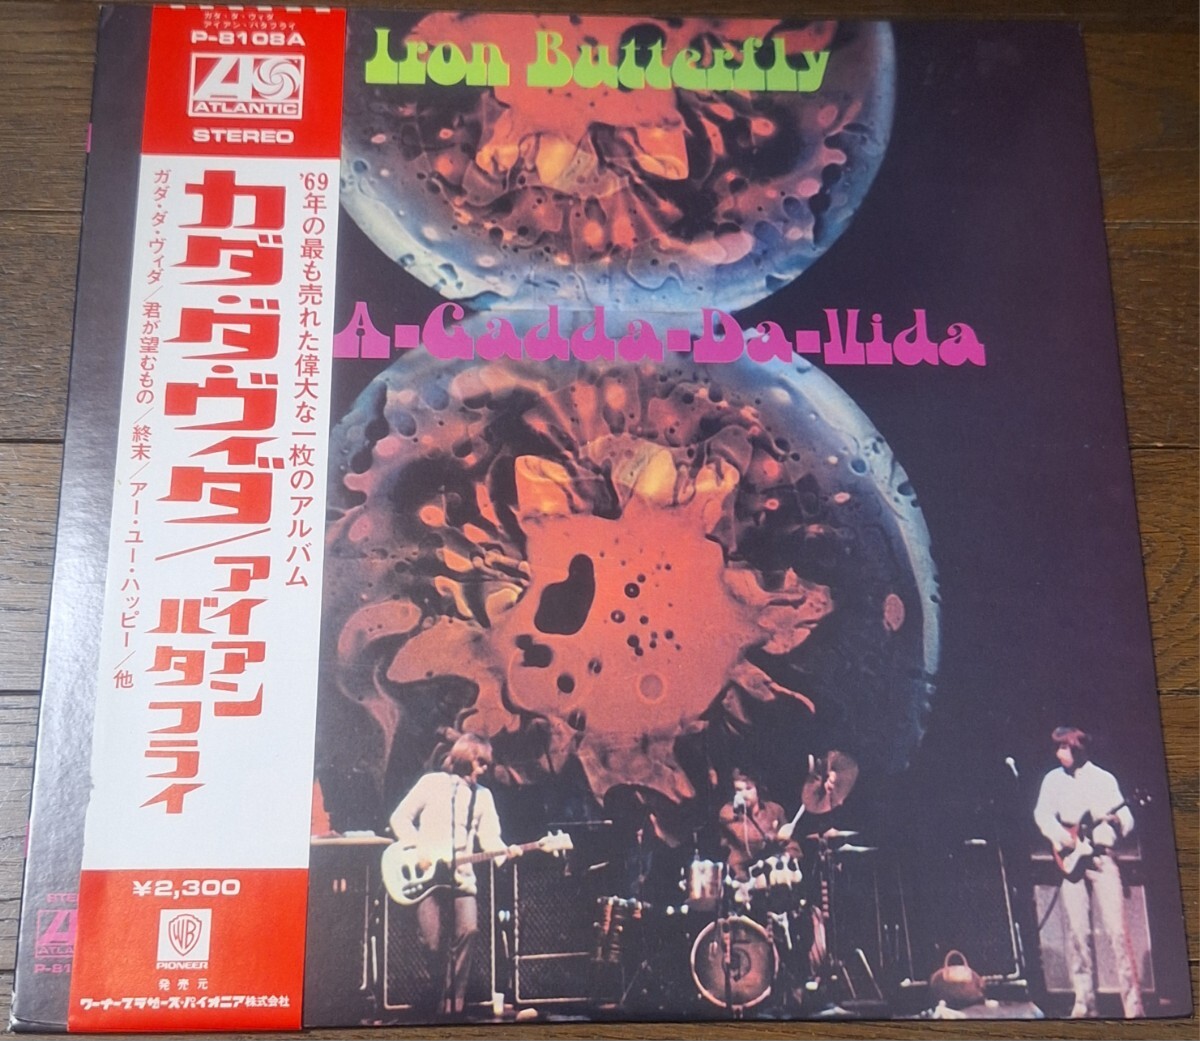 ガダ・ダ・ヴィダ
アイアン・バタフライ
P-8108A
ATLANTIC
STEREO
'69年の最も売れた偉大な一枚のアルバム
ガダ・ダ・ヴィダ/アイアン
バタフライ
ガダ・ダ・ヴィダ/君が望むもの/終末/アー・ユー・ハッピー/他
¥2,300
WB
PIONEER
発売元
ワーナーブラザーズ・パイオニア株式会社
Iron Butterfly
A-Gadda-Da-Vida
STE
ATLAN
P-81